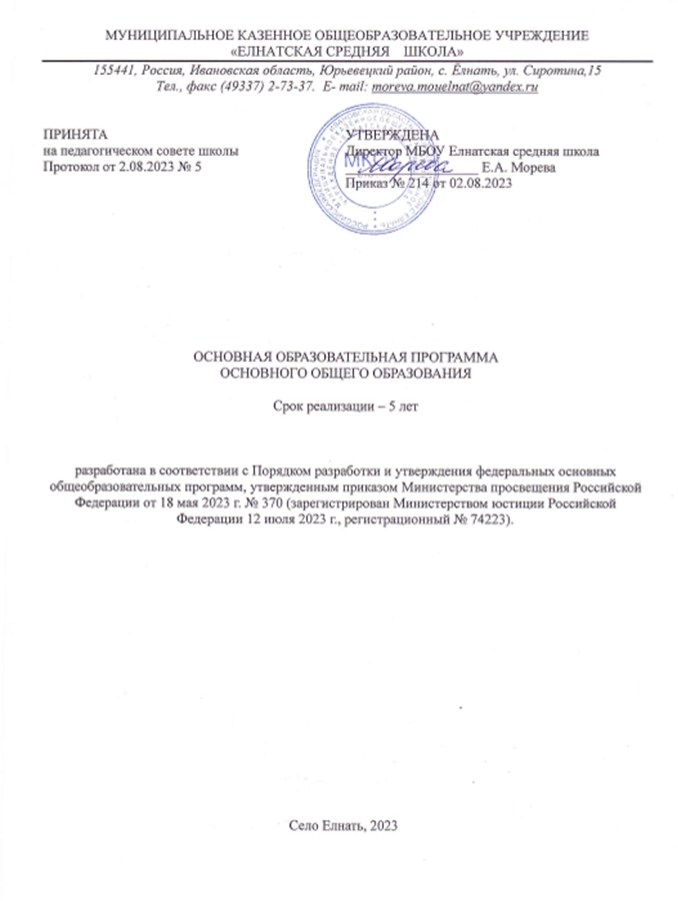 МУНИЦИПАЛЬНОЕ КАЗЕННОЕ ОБЩЕОБРАЗОВАТЕЛЬНОЕ УЧРЕЖДЕНИЕ
«ЕЛНАТСКАЯ СРЕДНЯЯ ШКОЛА»
155441, Россия, Ивановская область, Юрьевецкий район, с. Ёлнать, ул. Сиротина,15
Тел., факс (49337) 2-73-37. E- mail: moreva.mouelnat@yandex.ru
ПРИНЯТА
на педагогическом совете школы
Протокол от 2.08.2023 № 5
УТВЕРЖДЕНА
Директор МБОУ Елнатская средняя школа
Морева Е.А. Морева
Приказ № 214 от 02.08.2023
ОСНОВНАЯ ОБРАЗОВАТЕЛЬНАЯ ПРОГРАММА
ОСНОВНОГО ОБЩЕГО ОБРАЗОВАНИЯ
Срок реализации – 5 лет
разработана в соответствии с Порядком разработки и утверждения федеральных основных
общеобразовательных программ, утвержденным приказом Министерства просвещения Российской
Федерации от 18 мая 2023 г. № 370 (зарегистрирован Министерством юстиции Российской
Федерации 12 июля 2023 г., регистрационный № 74223).
Село Елнать, 2023